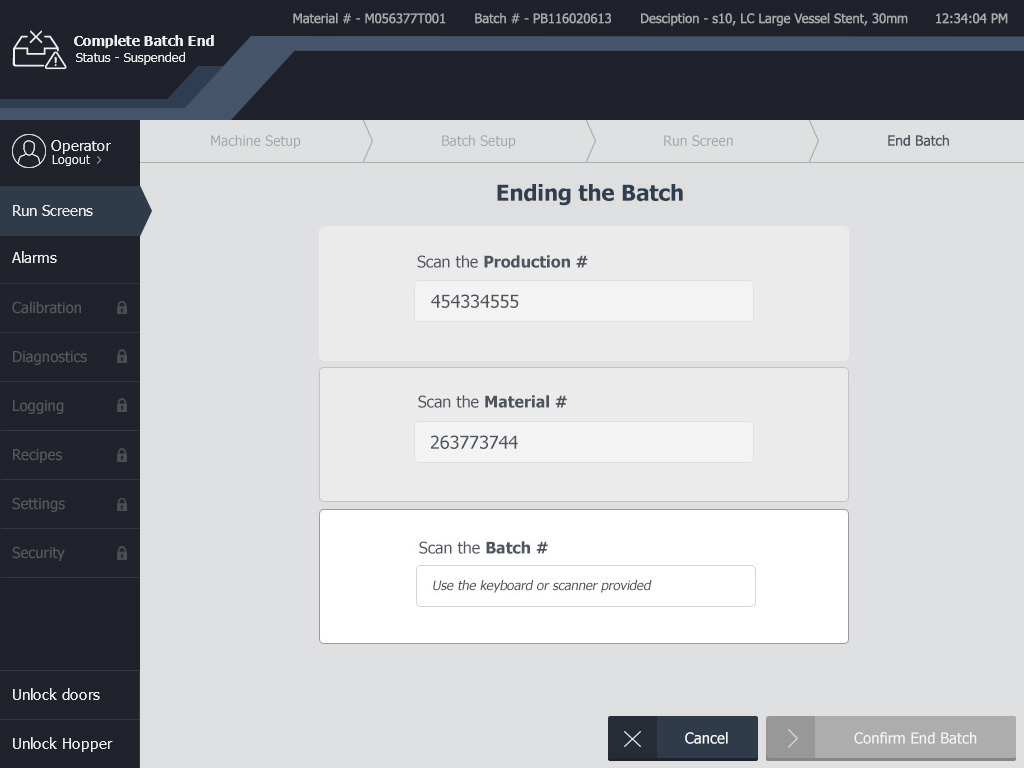 Material # - M056377T001
Batch # - PB116020613
Desciption - s10, LC Large Vessel Stent, 30mm
12:34:04 PM
Complete Batch End
Status - Suspended
Operator
Logout >
Machine Setup
Batch Setup
Run Screen
End Batch
Run Screens
Alarms
Calibration
Diagnostics
Logging
Recipes
Settings
Security
Unlock doors
Unlock Hopper
Ending the Batch
Scan the Production #
454334555
Scan the Material #
263773744
Scan the Batch #
Use the keyboard or scanner provided
Cancel
Confirm End Batch